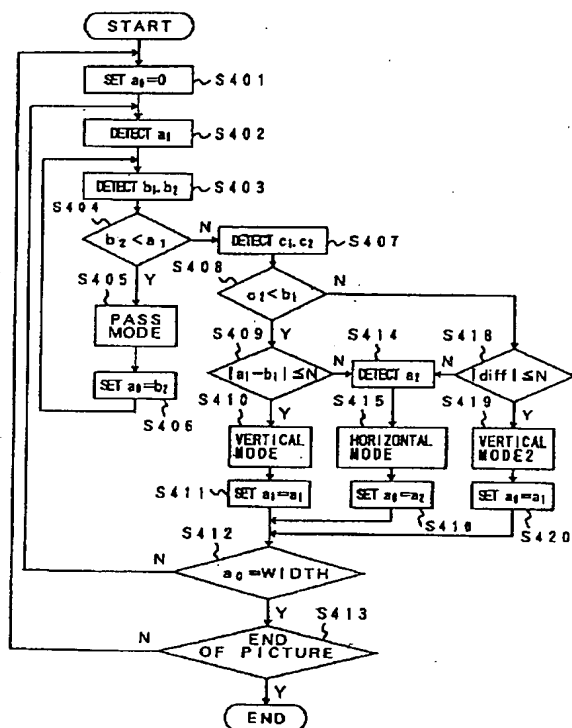 START
SET a₀=0
S401
DETECT a₁
S402
DETECT b₁, b₂
S403
S404
b₂<a₁
N
Y
DETECT c₁, c₂
S407
S405
PASS
MODE
SET a₀=b₂
S406
S408
N
Y
S409
|a₁-b₁|≤N
N
Y
S414
DETECT a₂
S418
|diff|≤N
N
Y
S410
VERTICAL
MODE
S415
HORIZONTAL
MODE
S419
VERTICAL
MODE2
S411
SET a₀=a₁
SET a₀=a₂
S416
SET a₀=a₁
S420
S412
a₀=WIDTH
N
Y
S413
END
OF PICTURE
N
Y
END